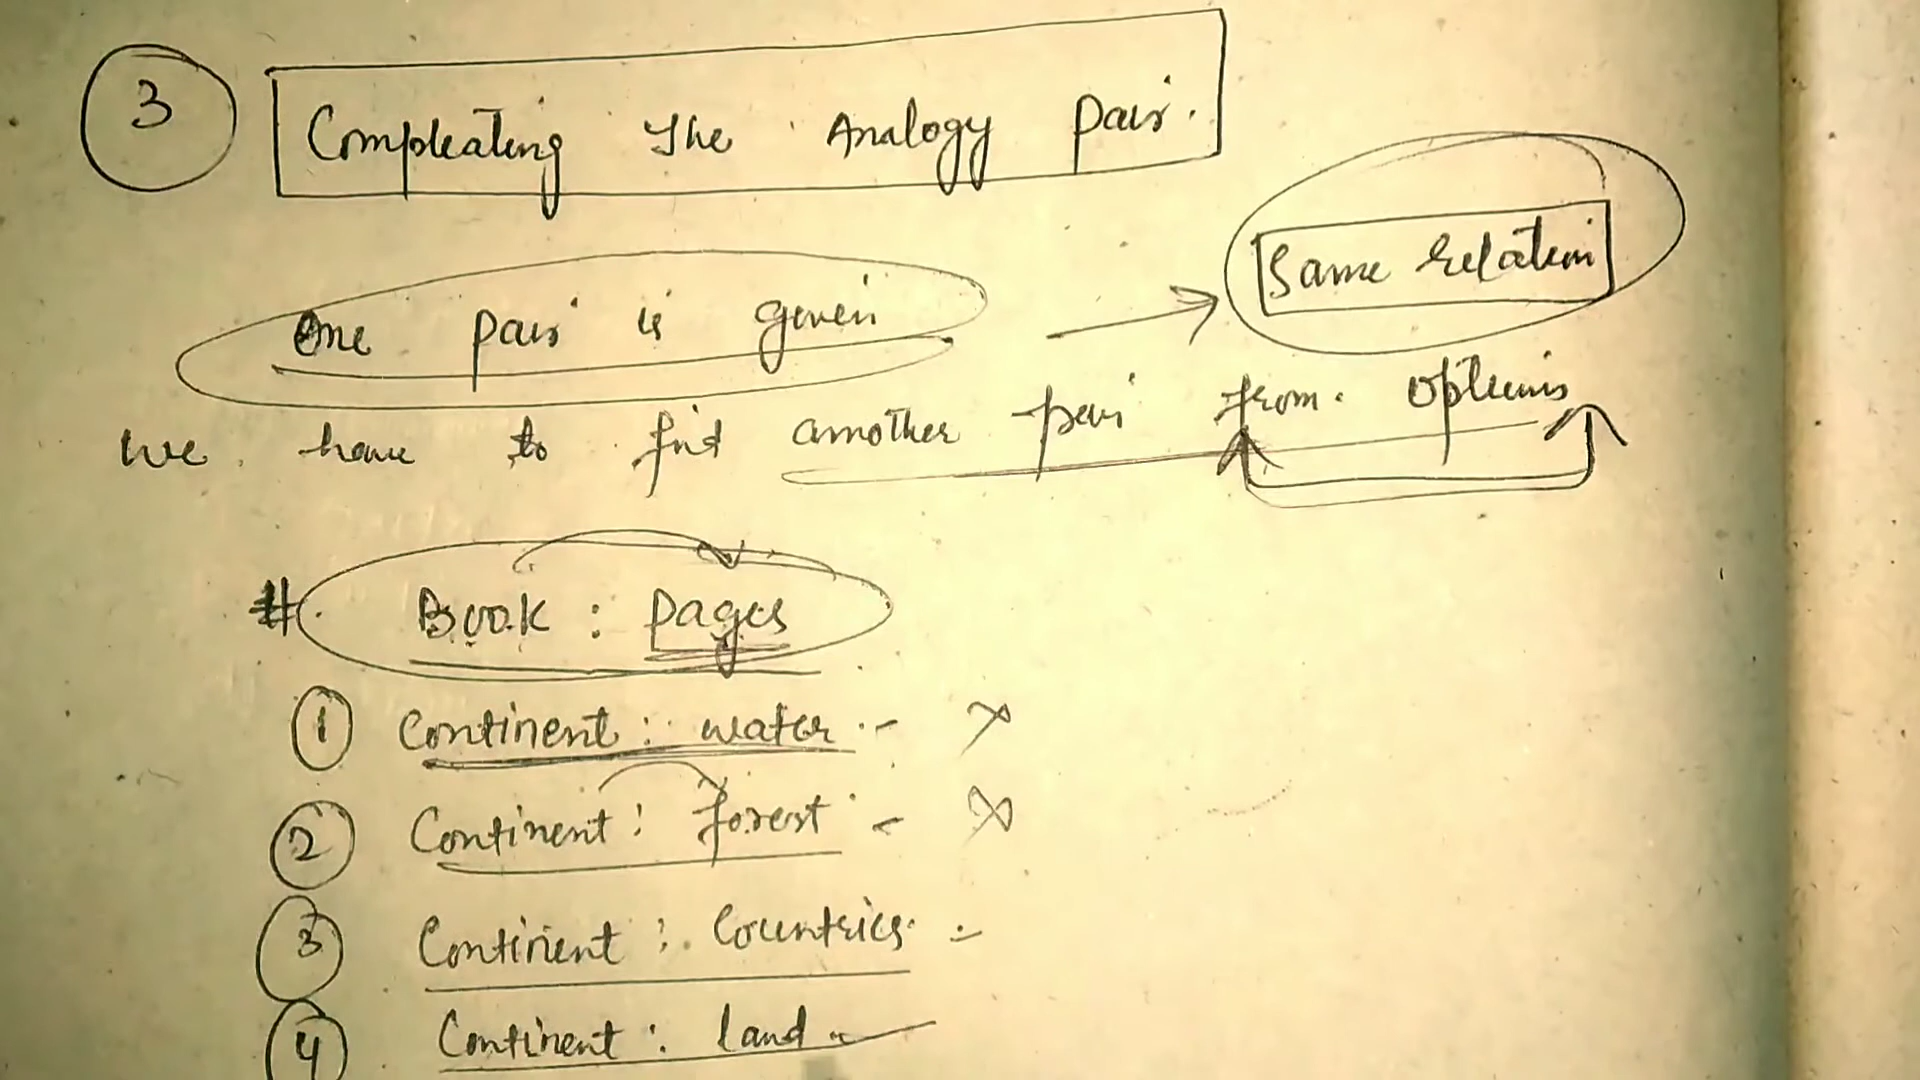 3 Compleating The Analogy Pair.
Same relation
One pair is given
we have to find another pair from options
# Book : Pages
1 Continent : water - x
2 Continent : forest - x
3 Continent : Countries -
4 Continent : land -